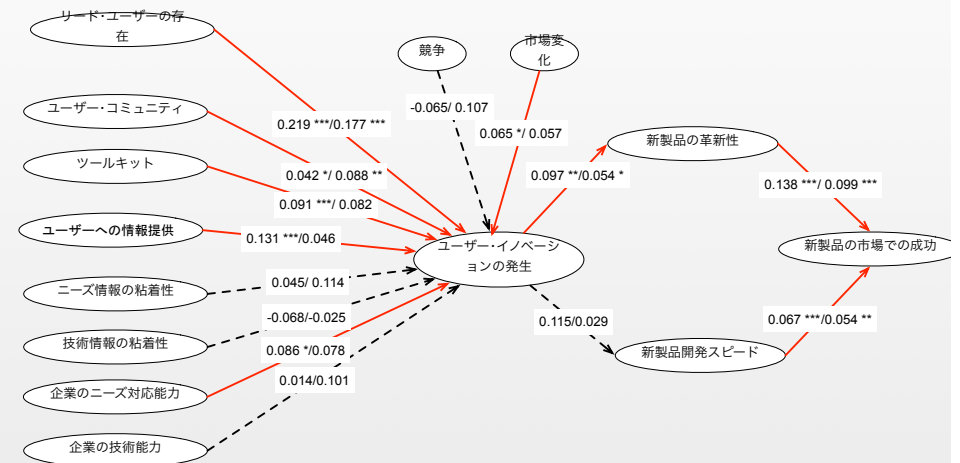 リード・ユーザーの存
在
競争
市場変
化
ユーザー・コミュニティ
ツールキット
ユーザーへの情報提供
ニーズ情報の粘着性
技術情報の粘着性
企業のニーズ対応能力
企業の技術能力
-0.065/ 0.107
0.065 */ 0.057
0.219 ***/0.177 ***
0.042 */ 0.088 **
0.091 ***/ 0.082
0.131 ***/0.046
0.045/ 0.114
-0.068/-0.025
0.086 */0.078
0.014/0.101
ユーザー・イノベーシ
ョンの発生
0.097 **/0.054 *
0.115/0.029
新製品の革新性
新製品開発スピード
0.138 ***/ 0.099 ***
0.067 ***/0.054 **
新製品の市場での成功